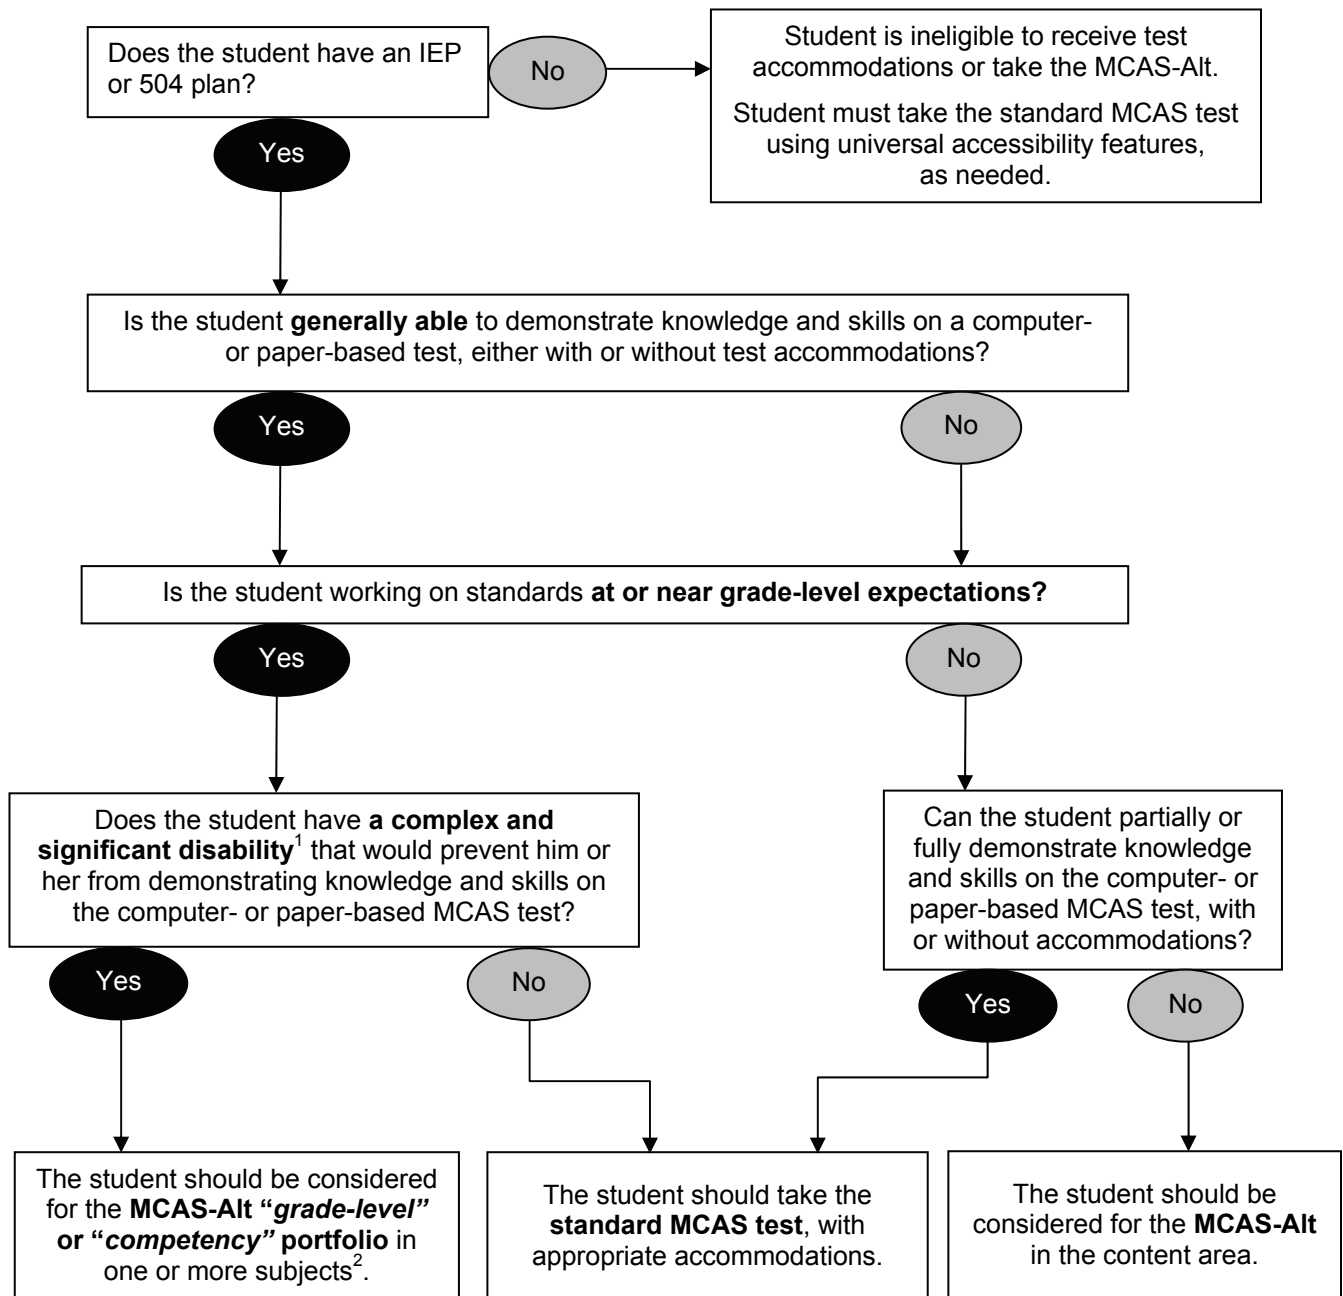 Does the student have an IEP
or 504 plan?
No
Student is ineligible to receive test
accommodations or take the MCAS-Alt.
Student must take the standard MCAS test
using universal accessibility features,
as needed.
Yes
Is the student generally able to demonstrate knowledge and skills on a computer-
or paper-based test, either with or without test accommodations?
Yes
No
Is the student working on standards at or near grade-level expectations?
Yes
No
Does the student have a complex and
significant disability1 that would prevent him or
her from demonstrating knowledge and skills on
the computer- or paper-based MCAS test?
Can the student partially or
fully demonstrate knowledge
and skills on the computer- or
paper-based MCAS test, with
or without accommodations?
Yes
No
Yes
No
The student should be considered
for the MCAS-Alt “grade-level”
or “competency” portfolio in
one or more subjects2.
The student should take the
standard MCAS test, with
appropriate accommodations.
The student should be
considered for the MCAS-Alt
in the content area.